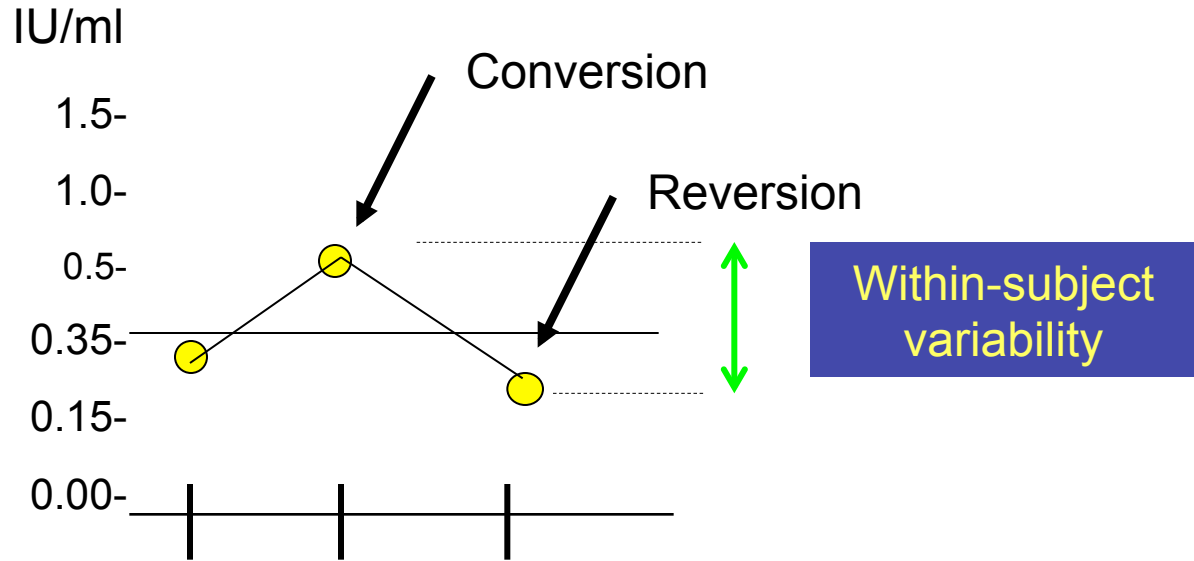 IU/ml
Conversion
1.5-
1.0-
Reversion
0.5-
Within-subject
variability
0.35-
0.15-
0.00-